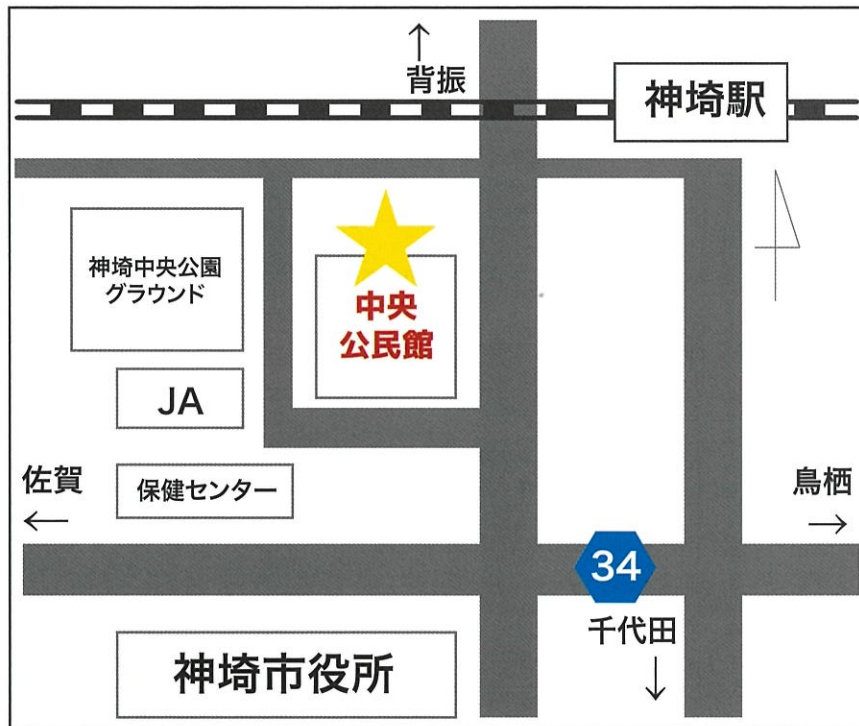 背振
神埼駅
神埼中央公園
グラウンド
中央
公民館
JA
佐賀
保健センター
鳥栖
34
千代田
神埼市役所